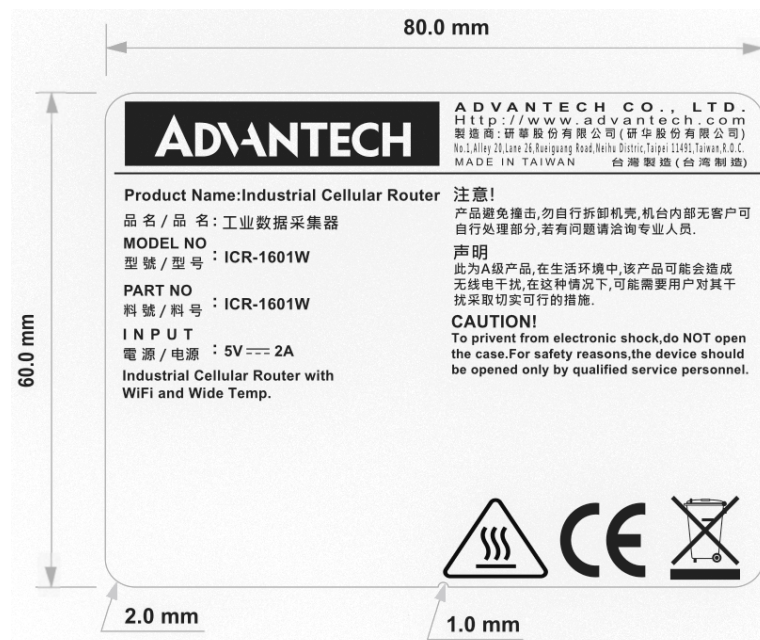 80.0 mm
ADVANTECH
ADVANTECH CO., LTD.
Http://www.advantech.com
製造商:研華股份有限公司(研华股份有限公司)
No.1,Alley 20,Lane 26,Rueiguang Road,Neihu Distric,Taipei 11491,Taiwan,R.O.C.
MADE IN TAIWAN 台灣製造(台湾制造)
Product Name:Industrial Cellular Router
品名/品 名:工业数据采集器
MODEL NO
型號/型号 : ICR-1601W
PART NO
料號/料号 : ICR-1601W
INPUT
電源/电源 : 5V⎓2A
Industrial Cellular Router with
WiFi and Wide Temp.
注意!
产品避免撞击,勿自行拆卸机壳,机台内部无客户可
自行处理部分,若有问题请洽询专业人员.
声明
此为A级产品,在生活环境中,该产品可能会造成
无线电干扰,在这种情况下,可能需要用户对其干
扰采取切实可行的措施.
CAUTION!
To privent from electronic shock,do NOT open
the case.For safety reasons,the device should
be opened only by qualified service personnel.
60.0 mm
CE
2.0 mm
1.0 mm